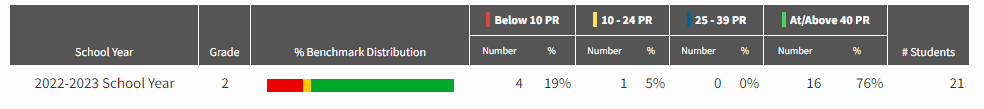 Below 10 PR 10 - 24 PR 25 - 39 PR At/Above 40 PR
School Year Grade % Benchmark Distribution Number % Number % Number % Number % # Students
2022-2023 School Year 2 4 19% 1 5% 0 0% 16 76% 21